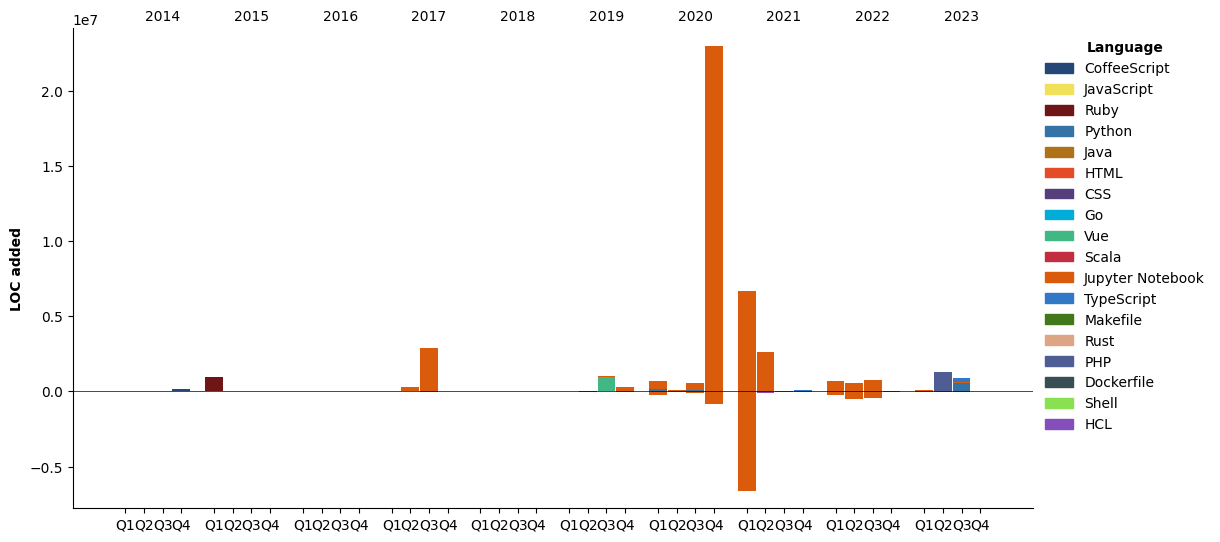 2014 2015 2016 2017 2018 2019 2020 2021 2022 2023
1e7
2.0
1.5
1.0
0.5
0.0
−0.5
LOC added
Q1Q2Q3Q4 Q1Q2Q3Q4 Q1Q2Q3Q4 Q1Q2Q3Q4 Q1Q2Q3Q4 Q1Q2Q3Q4 Q1Q2Q3Q4 Q1Q2Q3Q4 Q1Q2Q3Q4 Q1Q2Q3Q4
Language
CoffeeScript
JavaScript
Ruby
Python
Java
HTML
CSS
Go
Vue
Scala
Jupyter Notebook
TypeScript
Makefile
Rust
PHP
Dockerfile
Shell
HCL